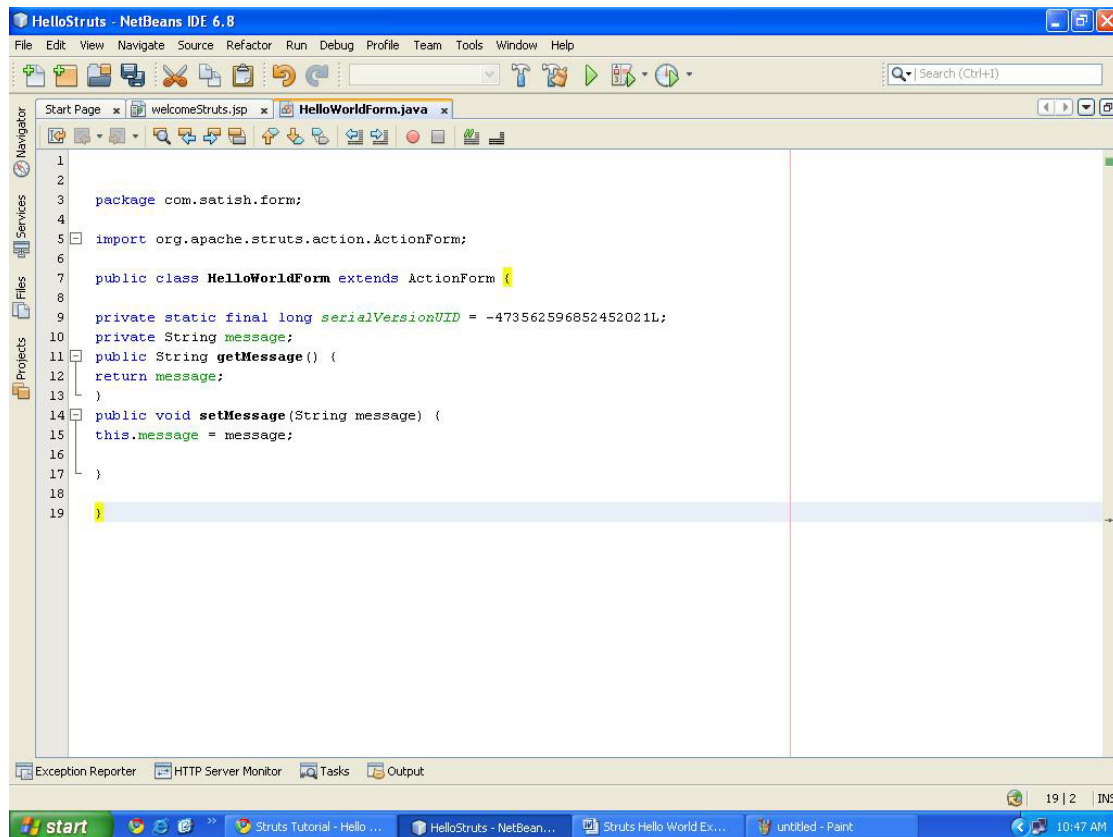 HelloStruts - NetBeans IDE 6.8
File Edit View Navigate Source Refactor Run Debug Profile Team Tools Window Help
Search (Ctrl+I)
Start Page x welcomeStruts.jsp x HelloWorldForm.java x
Navigator
Services
Files
Projects
1
2
3 package com.satish.form;
4
5 import org.apache.struts.action.ActionForm;
6
7 public class HelloWorldForm extends ActionForm {
8
9 private static final long serialVersionUID = -473562596852452021L;
10 private String message;
11 public String getMessage() {
12 return message;
13 }
14 public void setMessage(String message) {
15 this.message = message;
16
17 }
18
19 }
Exception Reporter HTTP Server Monitor Tasks Output
19 | 2 INS
start Struts Tutorial - Hello ... HelloStruts - NetBean... Struts Hello World Ex... untitled - Paint 10:47 AM